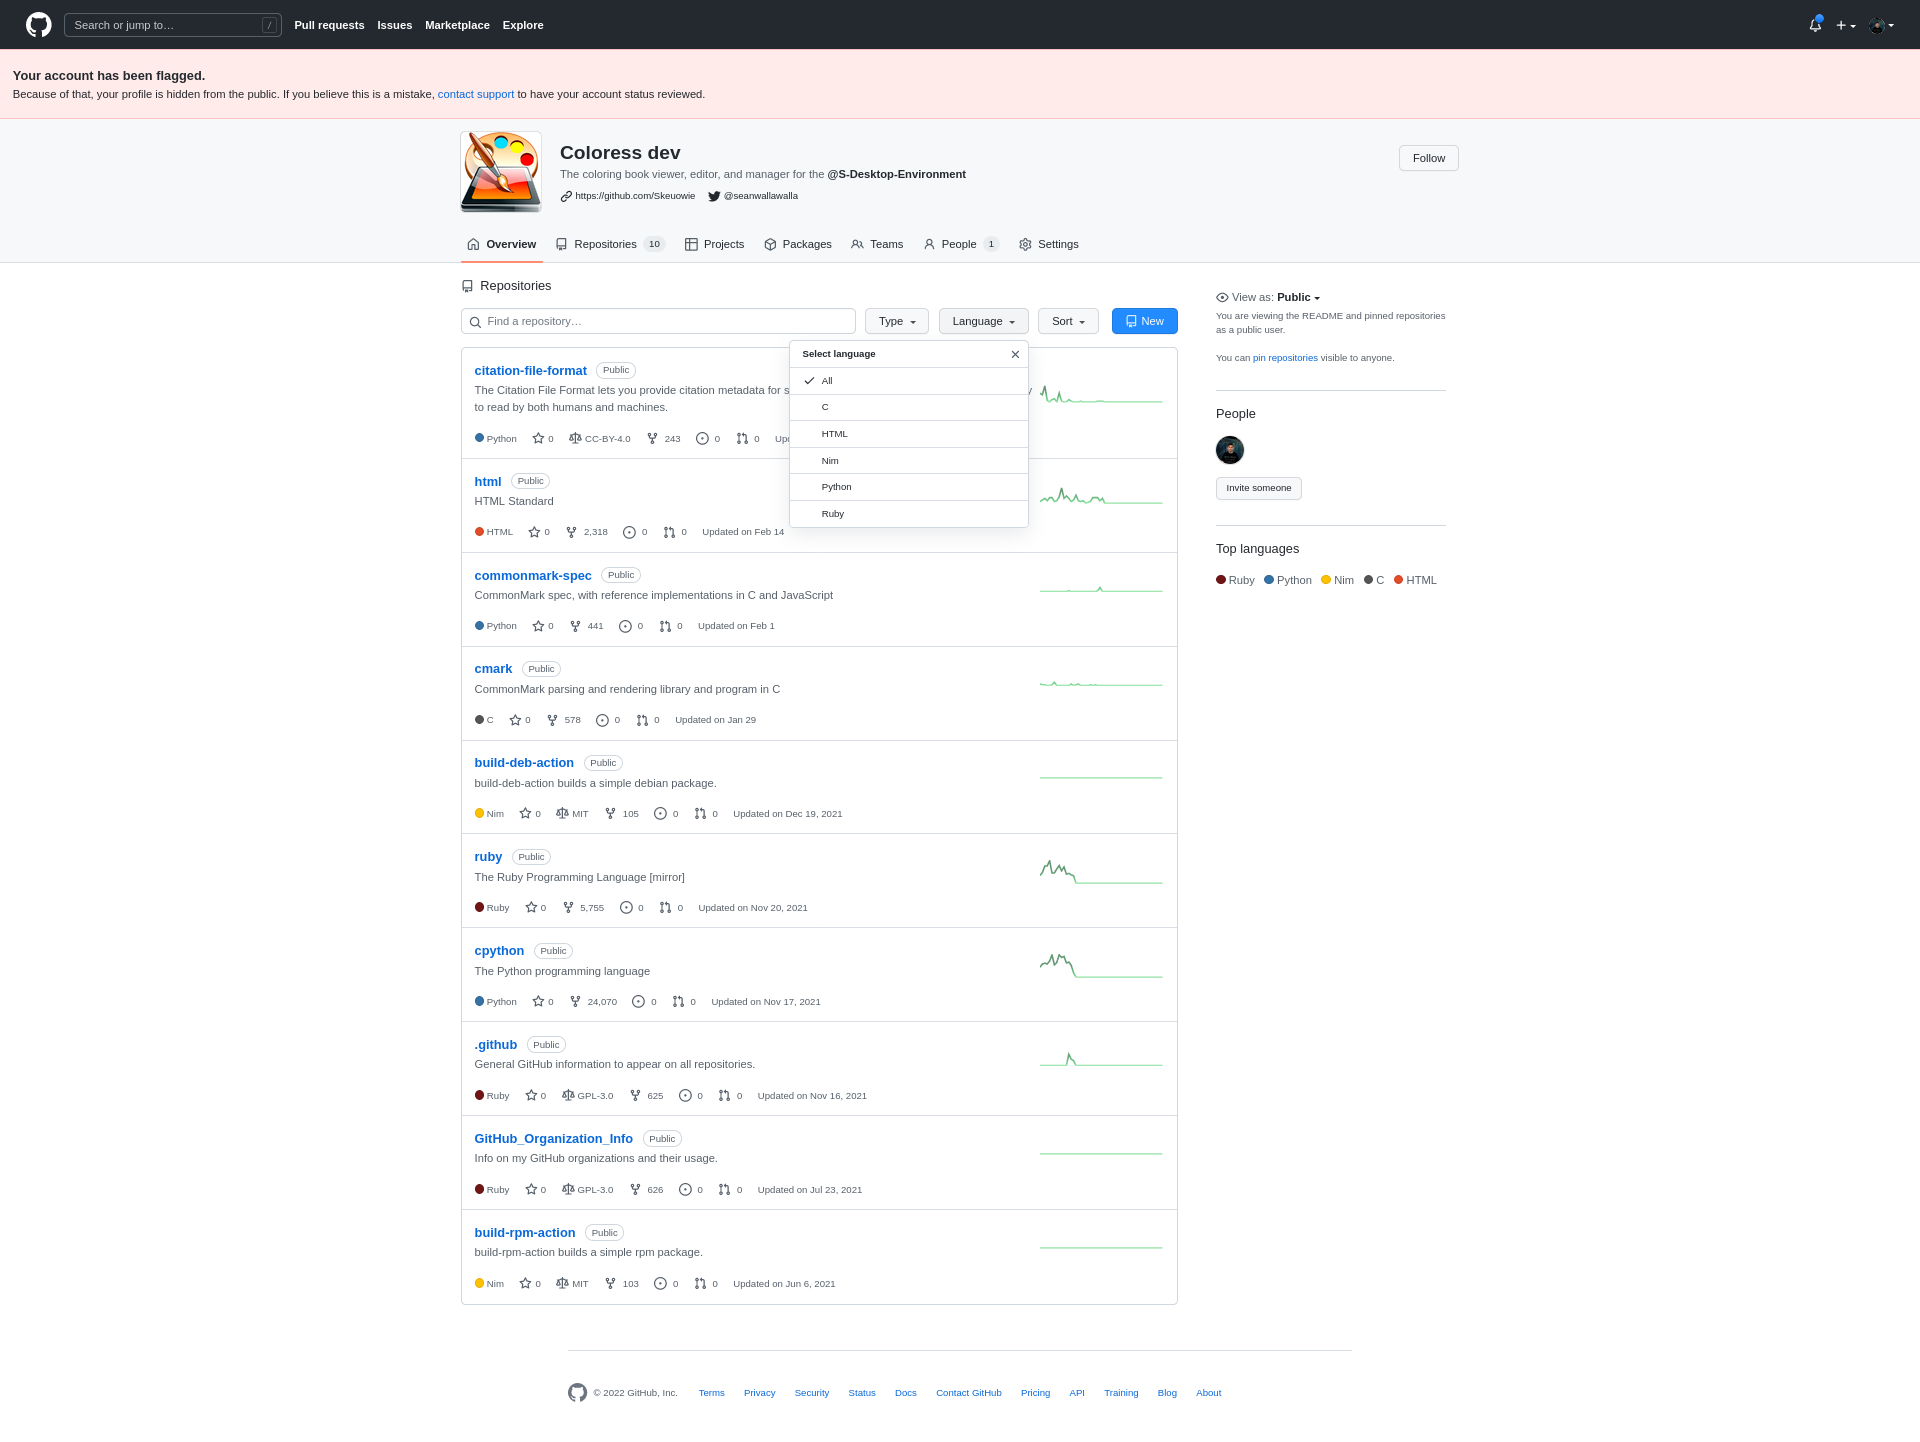 Search or jump to… /
Pull requests Issues Marketplace Explore
Your account has been flagged.
Because of that, your profile is hidden from the public. If you believe this is a mistake, contact support to have your account status reviewed.
Coloress dev
The coloring book viewer, editor, and manager for the @S-Desktop-Environment
https://github.com/Skeuowie @seanwallawalla
Follow
Overview Repositories 10 Projects Packages Teams People 1 Settings
Repositories
Find a repository…
Type Language Sort New
Select language
All
C
HTML
Nim
Python
Ruby
citation-file-format Public
The Citation File Format lets you provide citation metadata for s
to read by both humans and machines.
Python 0 CC-BY-4.0 243 0 0
html Public
HTML Standard
HTML 0 2,318 0 0 Updated on Feb 14
commonmark-spec Public
CommonMark spec, with reference implementations in C and JavaScript
Python 0 441 0 0 Updated on Feb 1
cmark Public
CommonMark parsing and rendering library and program in C
C 0 578 0 0 Updated on Jan 29
build-deb-action Public
build-deb-action builds a simple debian package.
Nim 0 MIT 105 0 0 Updated on Dec 19, 2021
ruby Public
The Ruby Programming Language [mirror]
Ruby 0 5,755 0 0 Updated on Nov 20, 2021
cpython Public
The Python programming language
Python 0 24,070 0 0 Updated on Nov 17, 2021
.github Public
General GitHub information to appear on all repositories.
Ruby 0 GPL-3.0 625 0 0 Updated on Nov 16, 2021
GitHub_Organization_Info Public
Info on my GitHub organizations and their usage.
Ruby 0 GPL-3.0 626 0 0 Updated on Jul 23, 2021
build-rpm-action Public
build-rpm-action builds a simple rpm package.
Nim 0 MIT 103 0 0 Updated on Jun 6, 2021
View as: Public
You are viewing the README and pinned repositories
as a public user.
You can pin repositories visible to anyone.
People
Invite someone
Top languages
Ruby Python Nim C HTML
© 2022 GitHub, Inc. Terms Privacy Security Status Docs Contact GitHub Pricing API Training Blog About